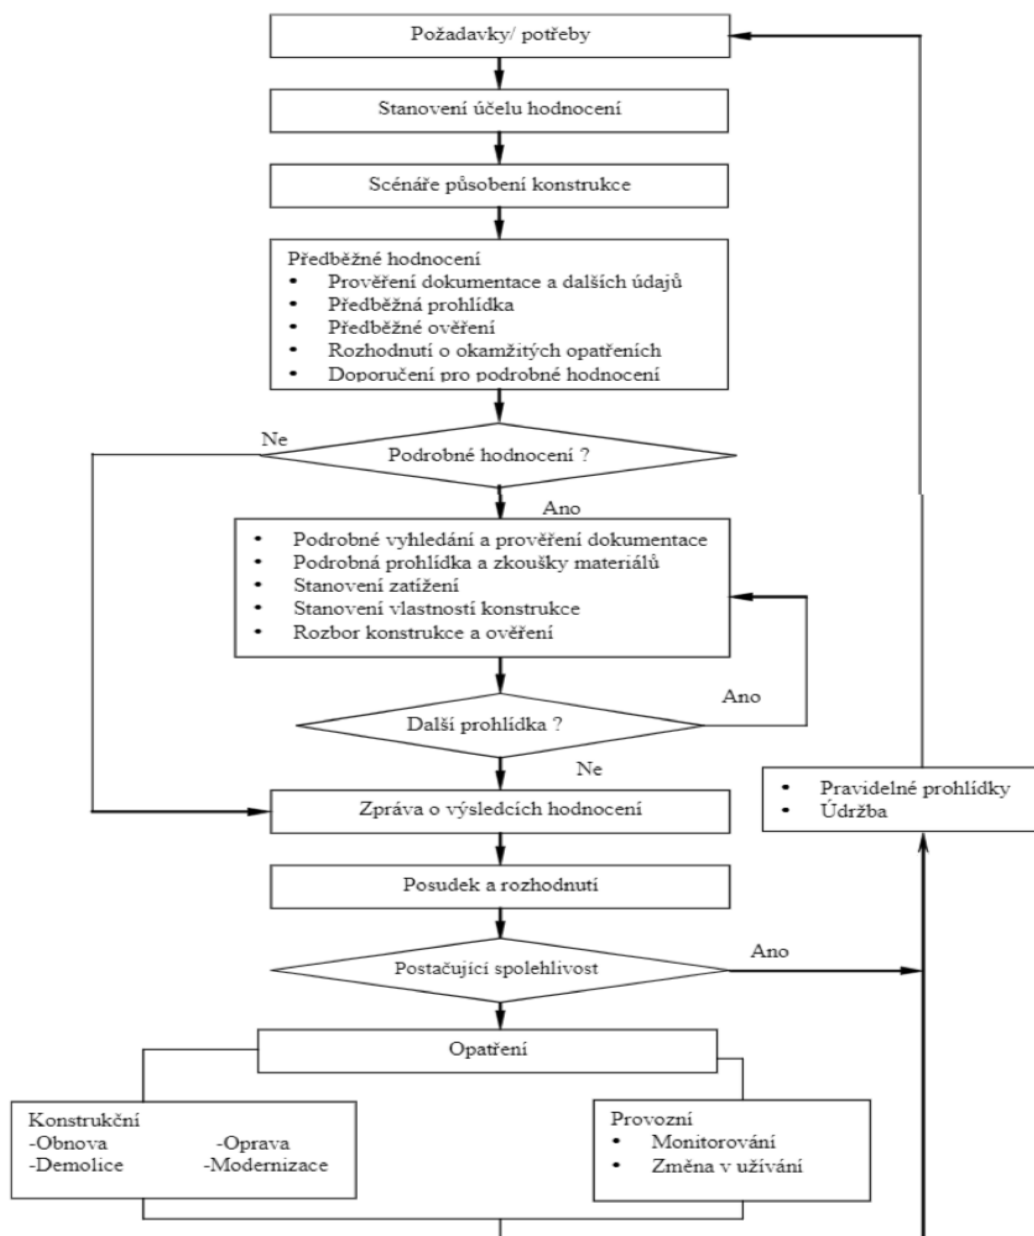 Požadavky/ potřeby
Stanovení účelu hodnocení
Scénáře působení konstrukce
Předběžné hodnocení
• Prověření dokumentace a dalších údajů
• Předběžná prohlídka
• Předběžné ověření
• Rozhodnutí o okamžitých opatřeních
• Doporučení pro podrobné hodnocení
Ne
Podrobné hodnocení ?
Ano
• Podrobné vyhledání a prověření dokumentace
• Podrobná prohlídka a zkoušky materiálů
• Stanovení zatížení
• Stanovení vlastností konstrukce
• Rozbor konstrukce a ověření
Ano
Další prohlídka ?
Ne
• Pravidelné prohlídky
• Údržba
Zpráva o výsledcích hodnocení
Posudek a rozhodnutí
Ano
Postačující spolehlivost
Opatření
Konstrukční
-Obnova -Oprava
-Demolice -Modernizace
Provozní
• Monitorování
• Změna v užívání